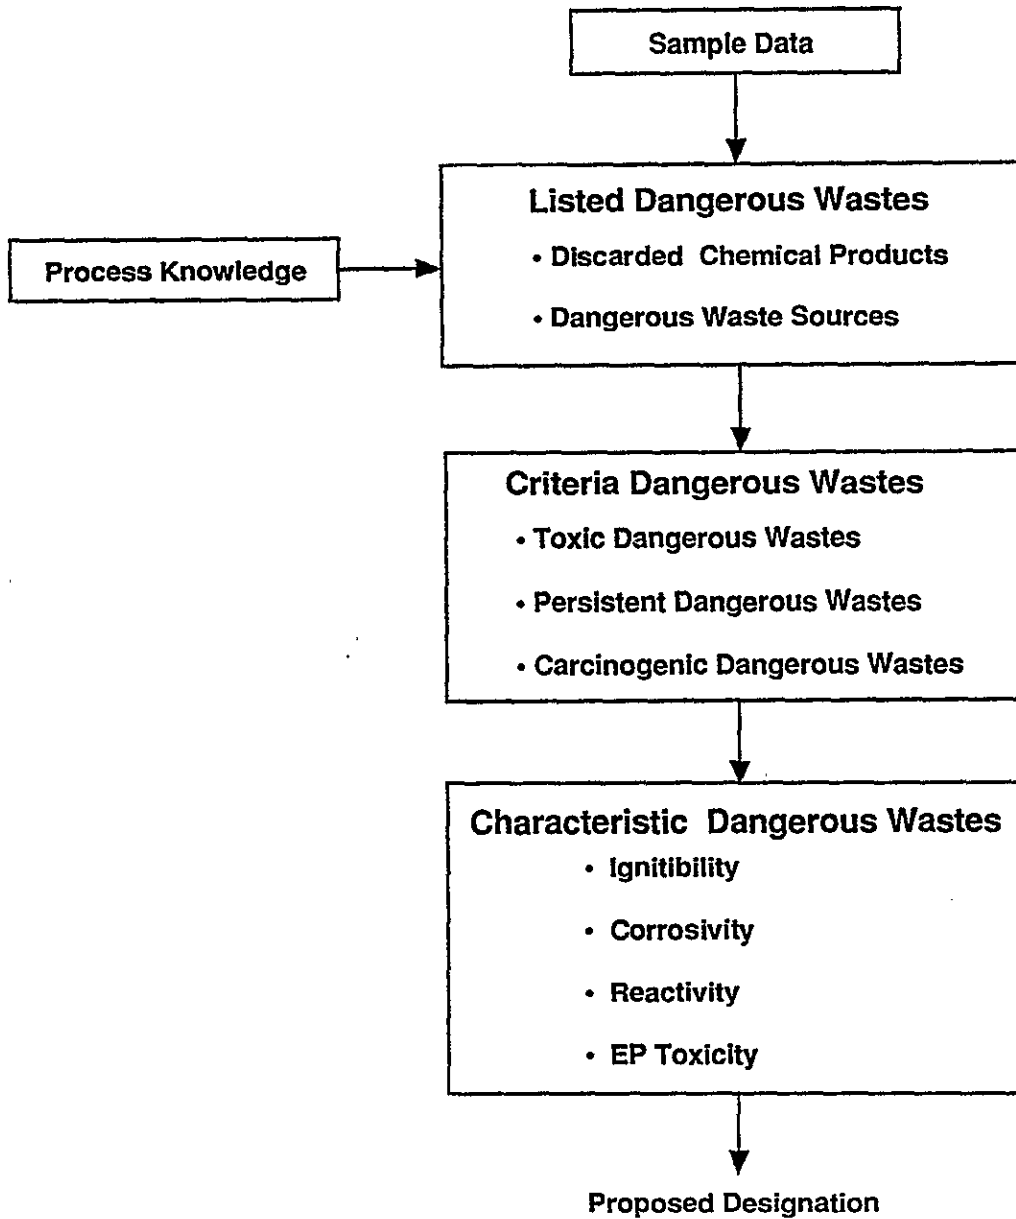 Sample Data
Listed Dangerous Wastes
• Discarded Chemical Products
Process Knowledge
• Dangerous Waste Sources
Criteria Dangerous Wastes
• Toxic Dangerous Wastes
• Persistent Dangerous Wastes
• Carcinogenic Dangerous Wastes
Characteristic Dangerous Wastes
• Ignitibility
• Corrosivity
• Reactivity
• EP Toxicity
Proposed Designation